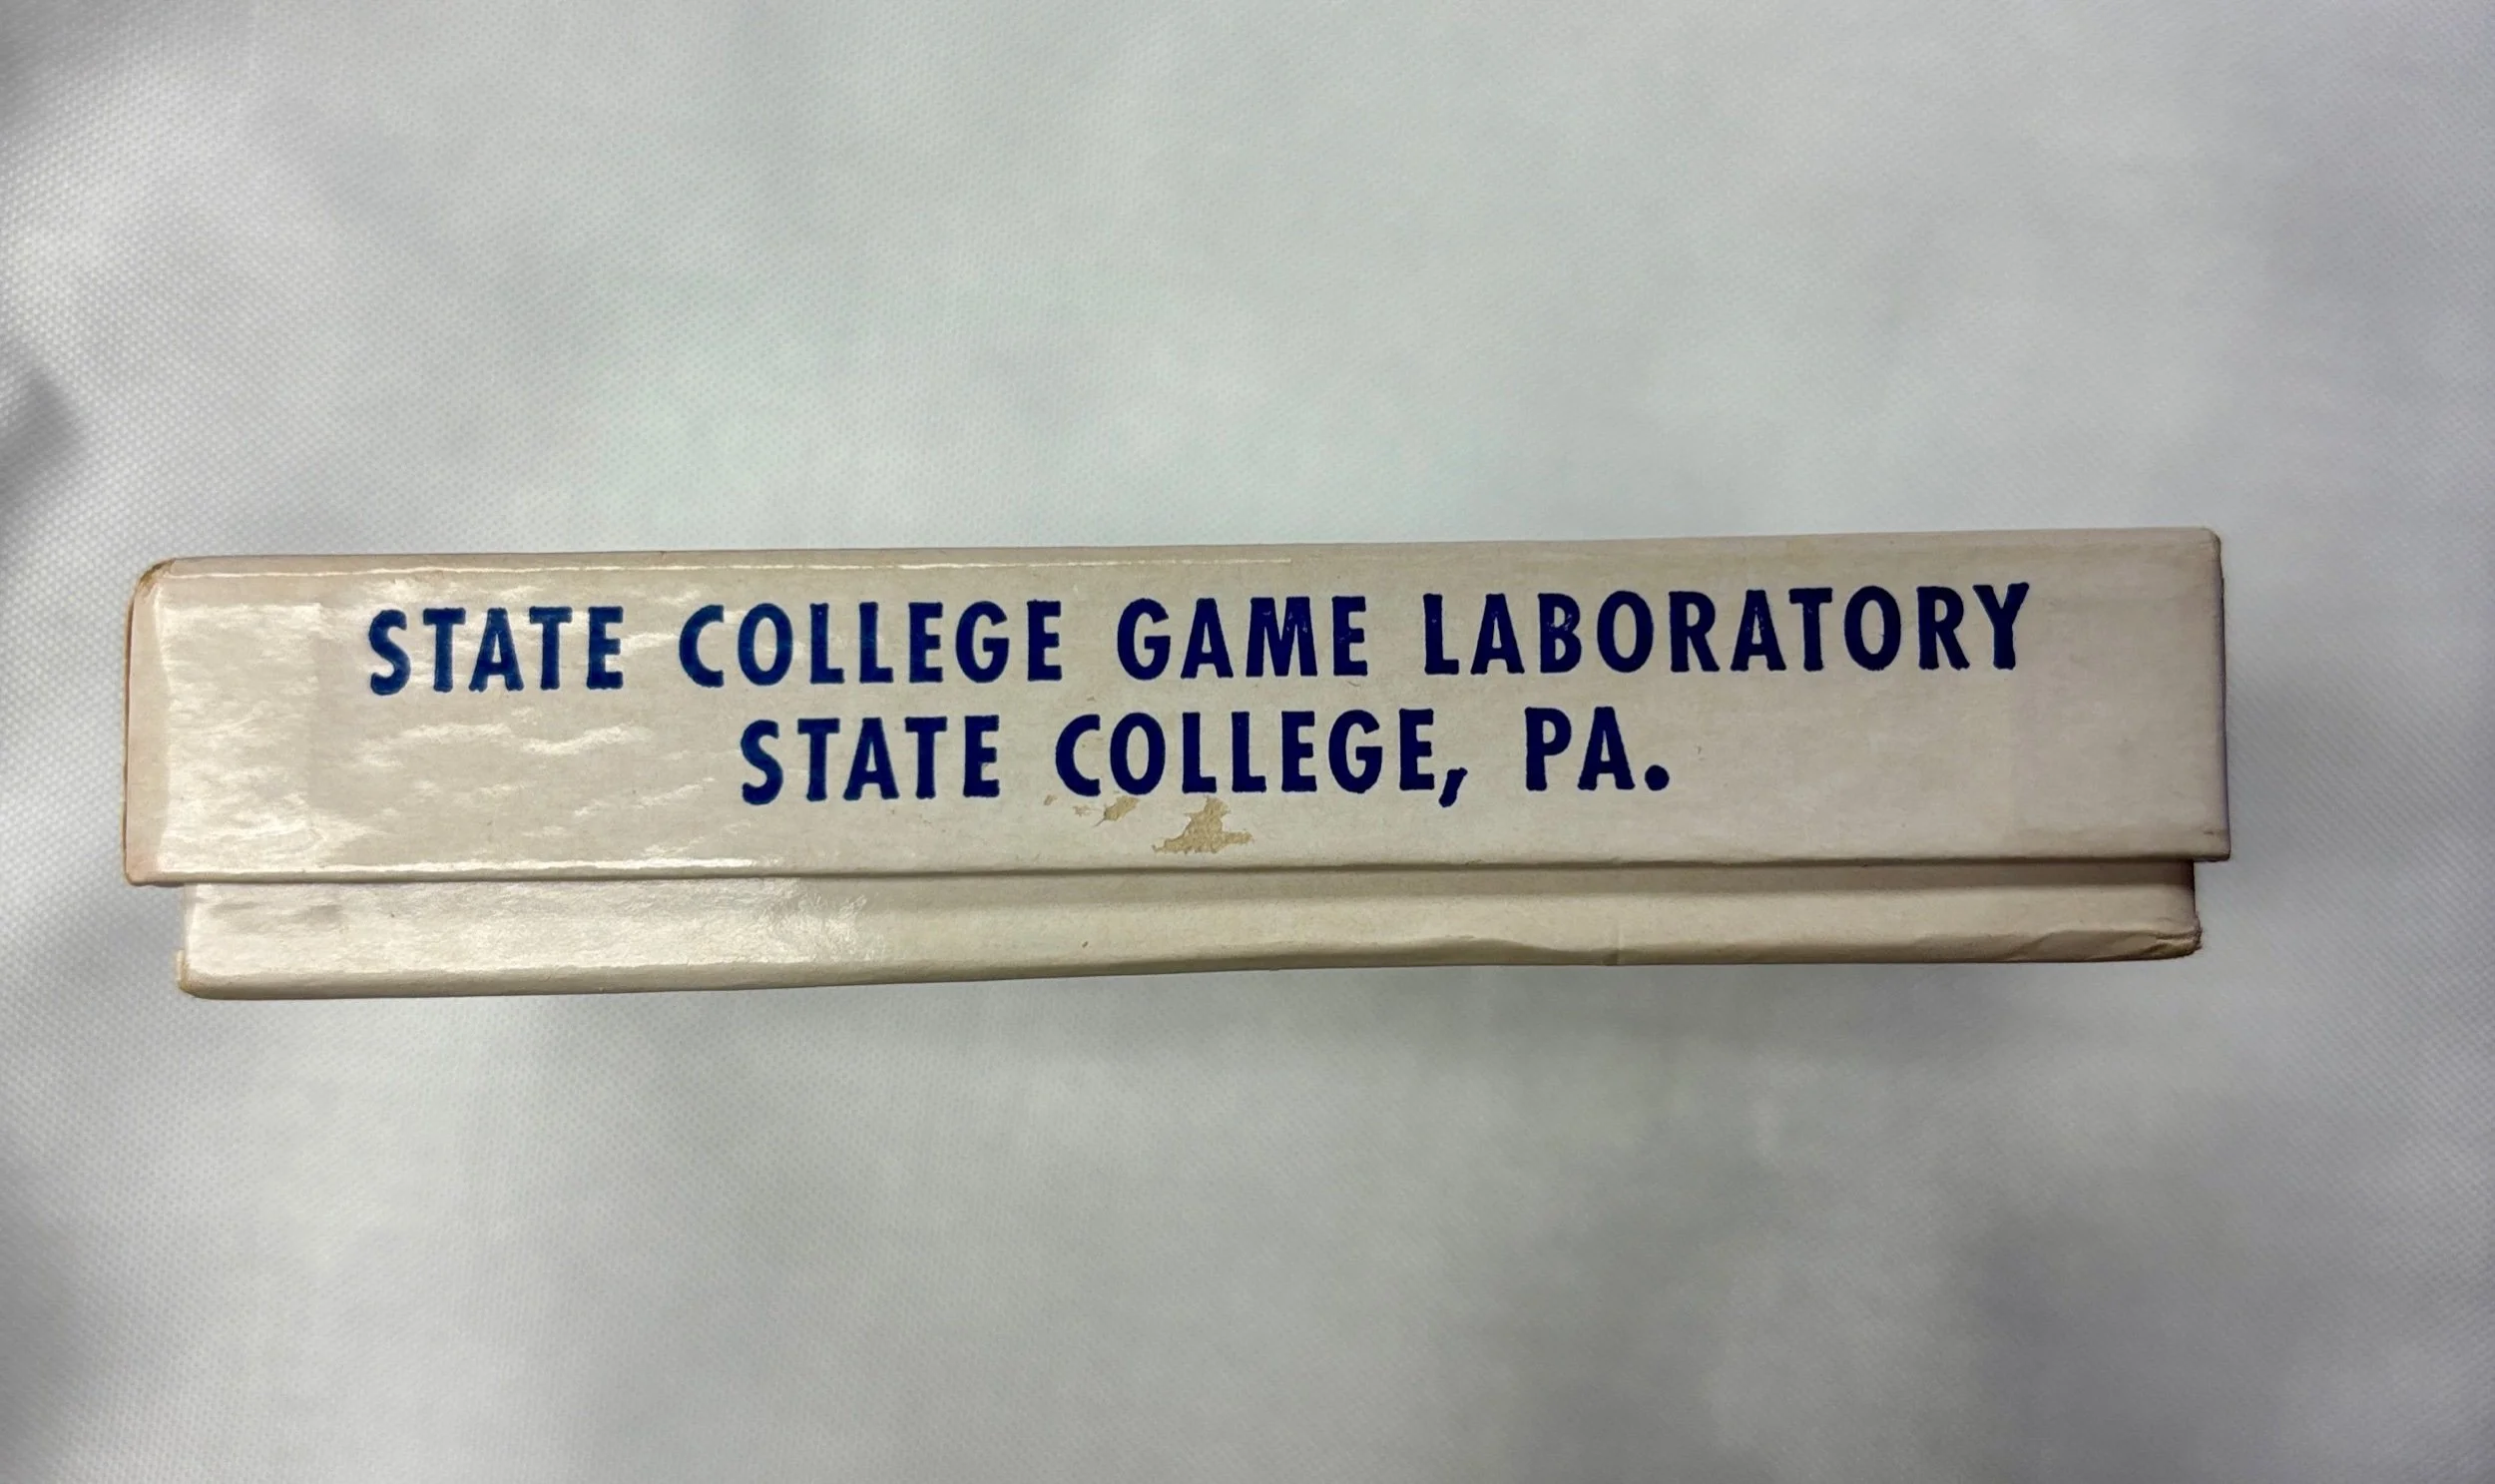 STATE COLLEGE GAME LABORATORY
STATE COLLEGE, PA.